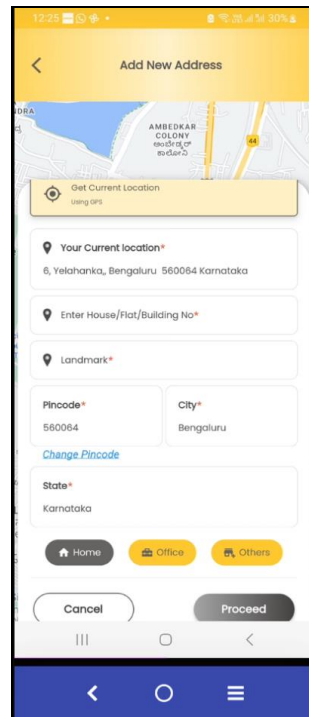 12:25
5G 30%
Add New Address
AMBEDKAR
COLONY
ಅಂಬೇಡ್ಕರ್
ಕಾಲೋನಿ
44
Get Current Location
Using GPS
Your Current location*
6, Yelahanka,, Bengaluru 560064 Karnataka
Enter House/Flat/Building No*
Landmark*
Pincode* City*
560064 Bengaluru
Change Pincode
State*
Karnataka
Home Office Others
Cancel Proceed